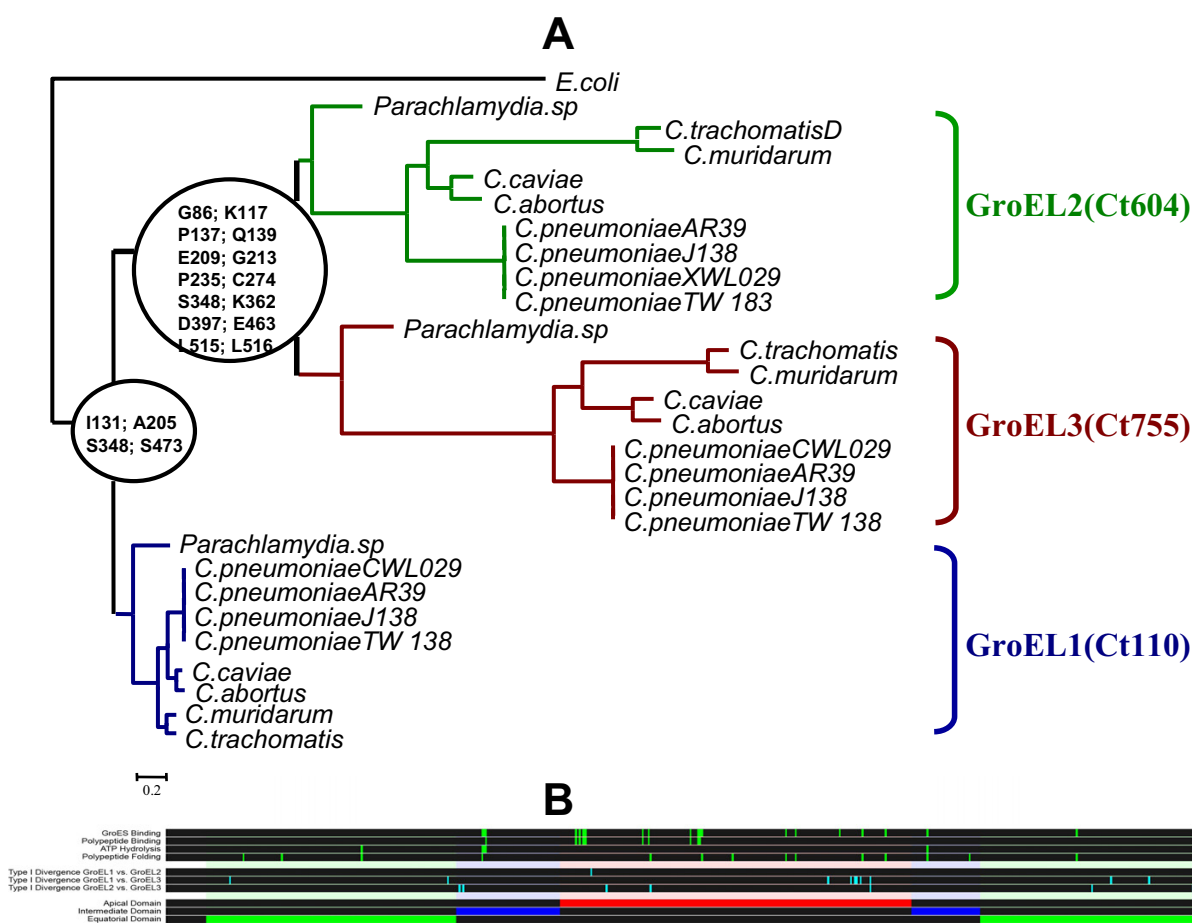 A
E.coli
Parachlamydia.sp
C.trachomatisD
C.muridarum
C.caviae
C.abortus
C.pneumoniaeAR39
C.pneumoniaeJ138
C.pneumoniaeXWL029
C.pneumoniaeTW 183
GroEL2(Ct604)
G86; K117
P137; Q139
E209; G213
P235; C274
S348; K362
D397; E463
L515; L516
Parachlamydia.sp
C.trachomatis
C.muridarum
C.caviae
C.abortus
C.pneumoniaeCWL029
C.pneumoniaeAR39
C.pneumoniaeJ138
C.pneumoniaeTW 138
GroEL3(Ct755)
I131; A205
S348; S473
Parachlamydia.sp
C.pneumoniaeCWL029
C.pneumoniaeAR39
C.pneumoniaeJ138
C.pneumoniaeTW 138
C.caviae
C.abortus
C.muridarum
C.trachomatis
GroEL1(Ct110)
0.2
B
GroES Binding
Polypeptide Binding
ATP Hydrolysis
Polypeptide Folding
Type I Divergence GroEL1 vs. GroEL2
Type I Divergence GroEL1 vs. GroEL3
Type I Divergence GroEL2 vs. GroEL3
Apical Domain
Intermediate Domain
Equatorial Domain